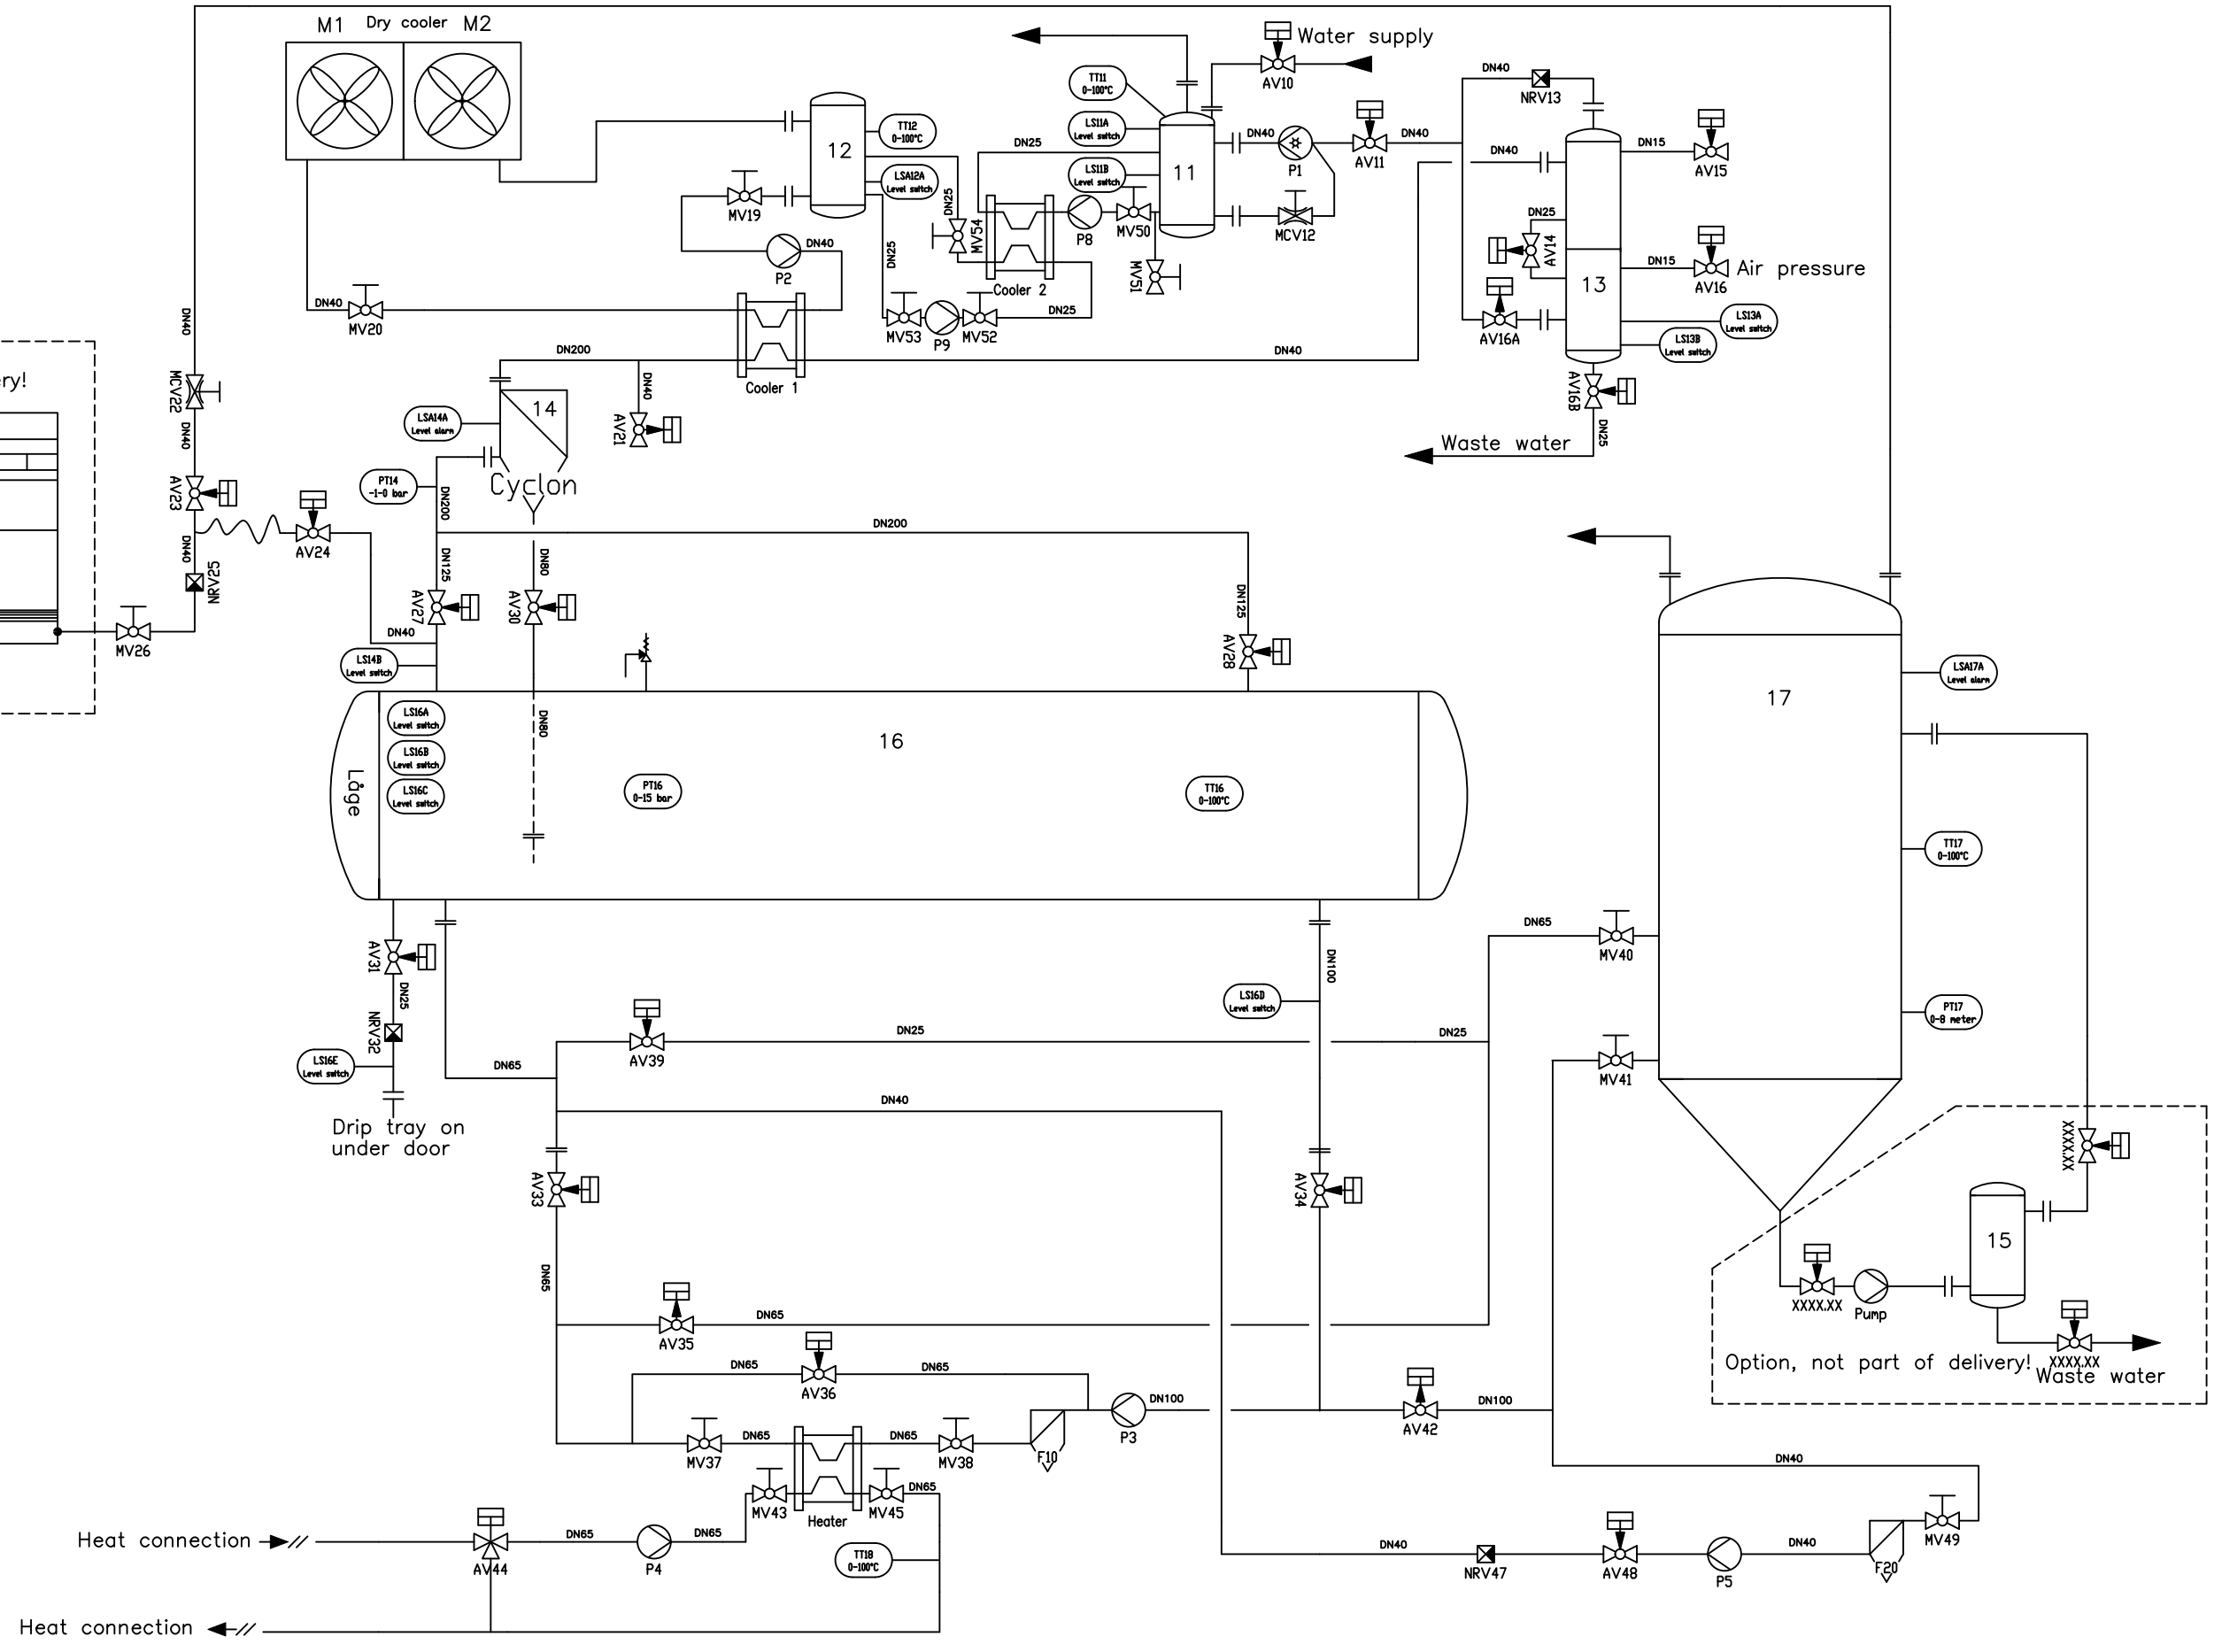 M1
Dry cooler
M2
Water supply
AV10
TT11
0-100°C
LS11A
Level switch
LS11B
Level switch
11
DN40
P1
AV11
DN40
DN40
NRV13
DN40
DN15
AV15
DN25
AV14
DN15
AV16
Air pressure
13
AV16A
LS13A
Level switch
LS13B
Level switch
AV16B
DN25
Waste water
MCV12
12
TT12
0-100°C
LSA12A
Level switch
DN25
DN25
MV54
P8
MV50
MV51
Cooler 2
DN25
MV53
P9
MV52
DN25
MV19
P2
DN40
DN40
MV20
Cooler 1
DN200
DN40
DN40
AV21
DN40
MCV22
DN40
AV23
DN40
NRV25
MV26
ry!
AV24
DN40
LSA14A
Level alarm
14
Cyclon
PT14
-1-0 bar
DN200
DN200
DN125
AV27
DN80
AV30
DN125
AV28
LS14B
Level switch
Låge
LS16A
Level switch
LS16B
Level switch
LS16C
Level switch
DN80
16
PT16
0-15 bar
TT16
0-100°C
17
LSA17A
Level alarm
TT17
0-100°C
PT17
0-8 meter
AV31
DN25
NRV32
LS16E
Level switch
Drip tray on
under door
DN65
AV39
DN25
DN25
DN40
LS16D
Level switch
DN100
DN65
MV40
MV41
AV33
AV34
DN65
AV35
DN65
DN65
AV36
DN65
MV37
DN65
DN65
MV38
F10
P3
DN100
AV42
DN100
MV43
Heater
MV45
DN65
Heat connection
AV44
DN65
P4
DN65
TT18
0-100°C
Heat connection
DN40
NRV47
AV48
P5
DN40
F20
MV49
DN40
XXXX.XX
15
XXXX.XX
Pump
Option, not part of delivery!
XXXX.XX
Waste water